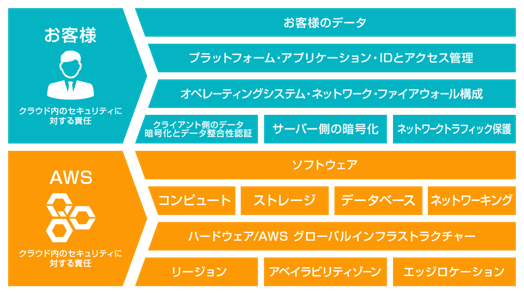 お客様
クラウド内のセキュリティに
対する責任
お客様のデータ
プラットフォーム・アプリケーション・IDとアクセス管理
オペレーティングシステム・ネットワーク・ファイアウォール構成
クライアント側のデータ
暗号化とデータ整合性認証
サーバー側の暗号化
ネットワークトラフィック保護
AWS
クラウド内のセキュリティに
対する責任
ソフトウェア
コンピュート
ストレージ
データベース
ネットワーキング
ハードウェア/AWS グローバルインフラストラクチャー
リージョン
アベイラビリティゾーン
エッジロケーション